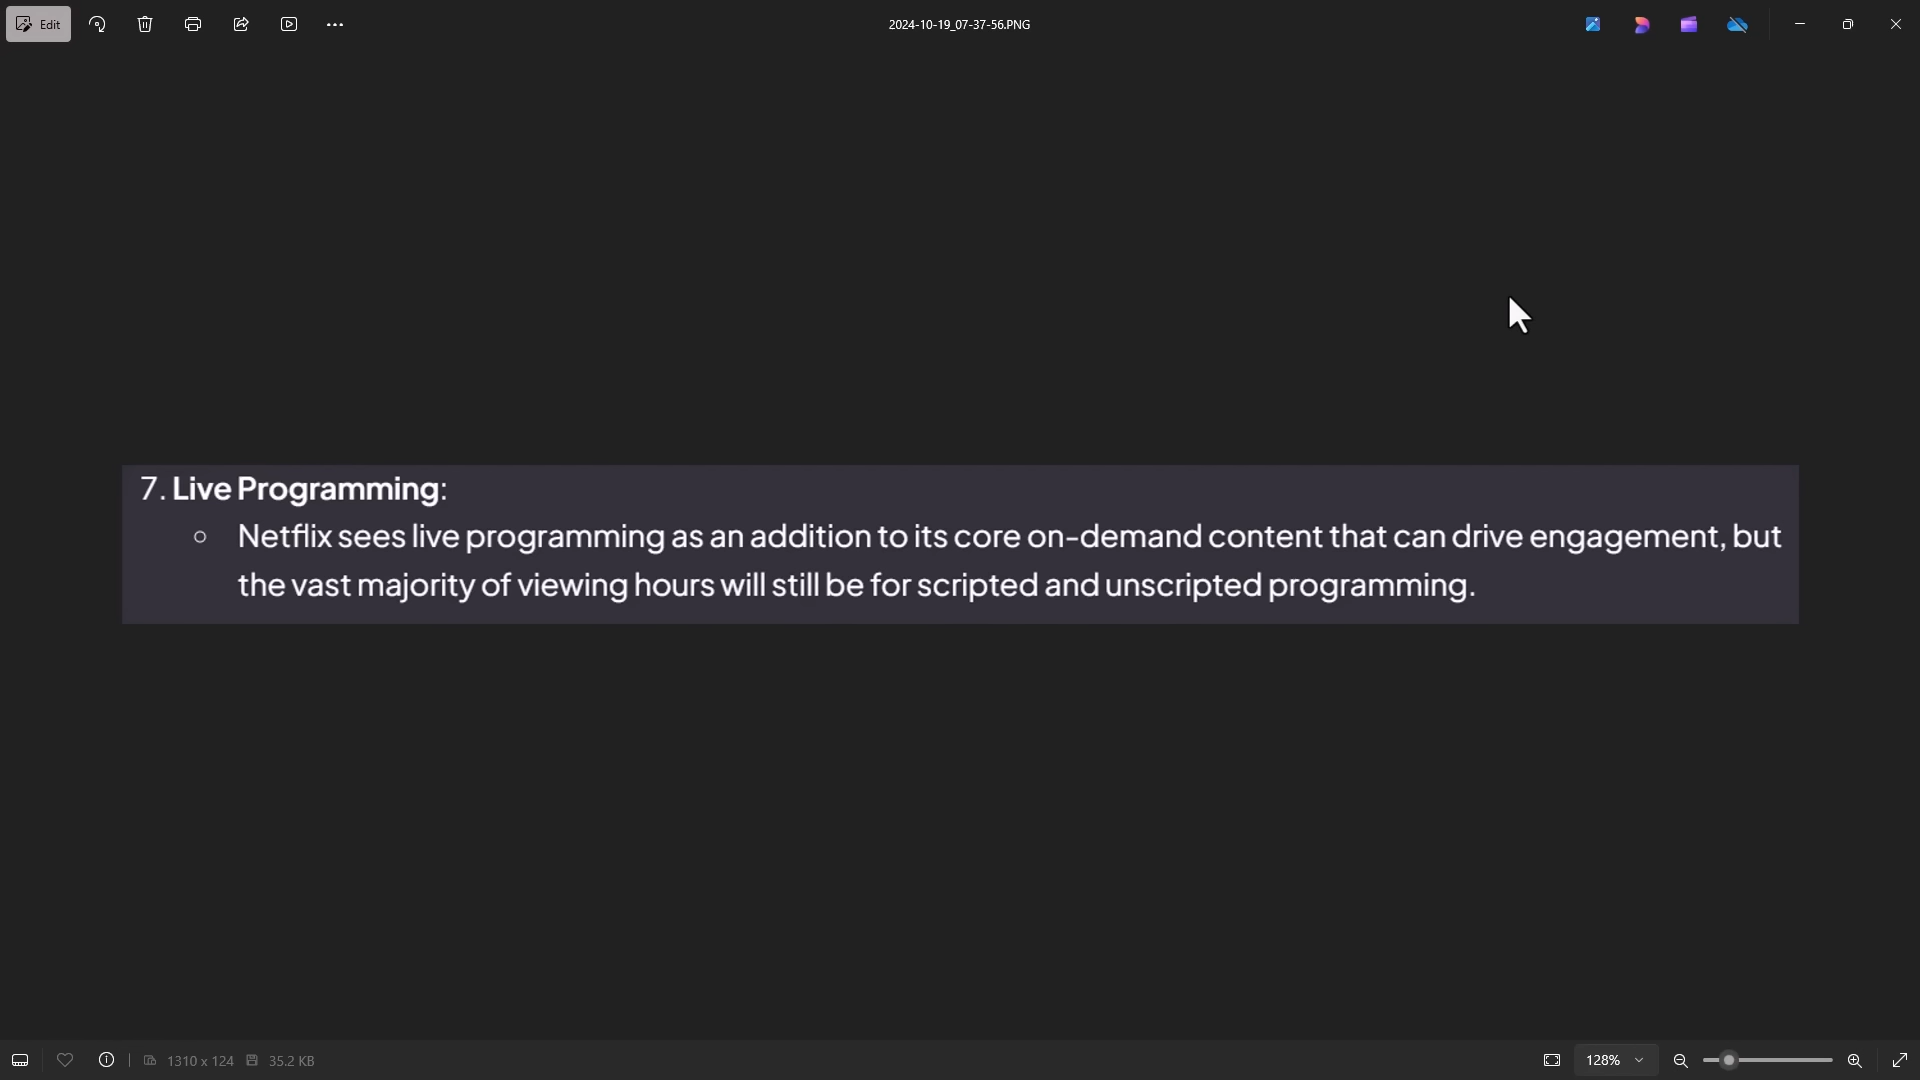 Edit
2024-10-19_07-37-56.PNG
7. Live Programming:
Netflix sees live programming as an addition to its core on-demand content that can drive engagement, but
the vast majority of viewing hours will still be for scripted and unscripted programming.
1310 x 124 35.2 KB 128%